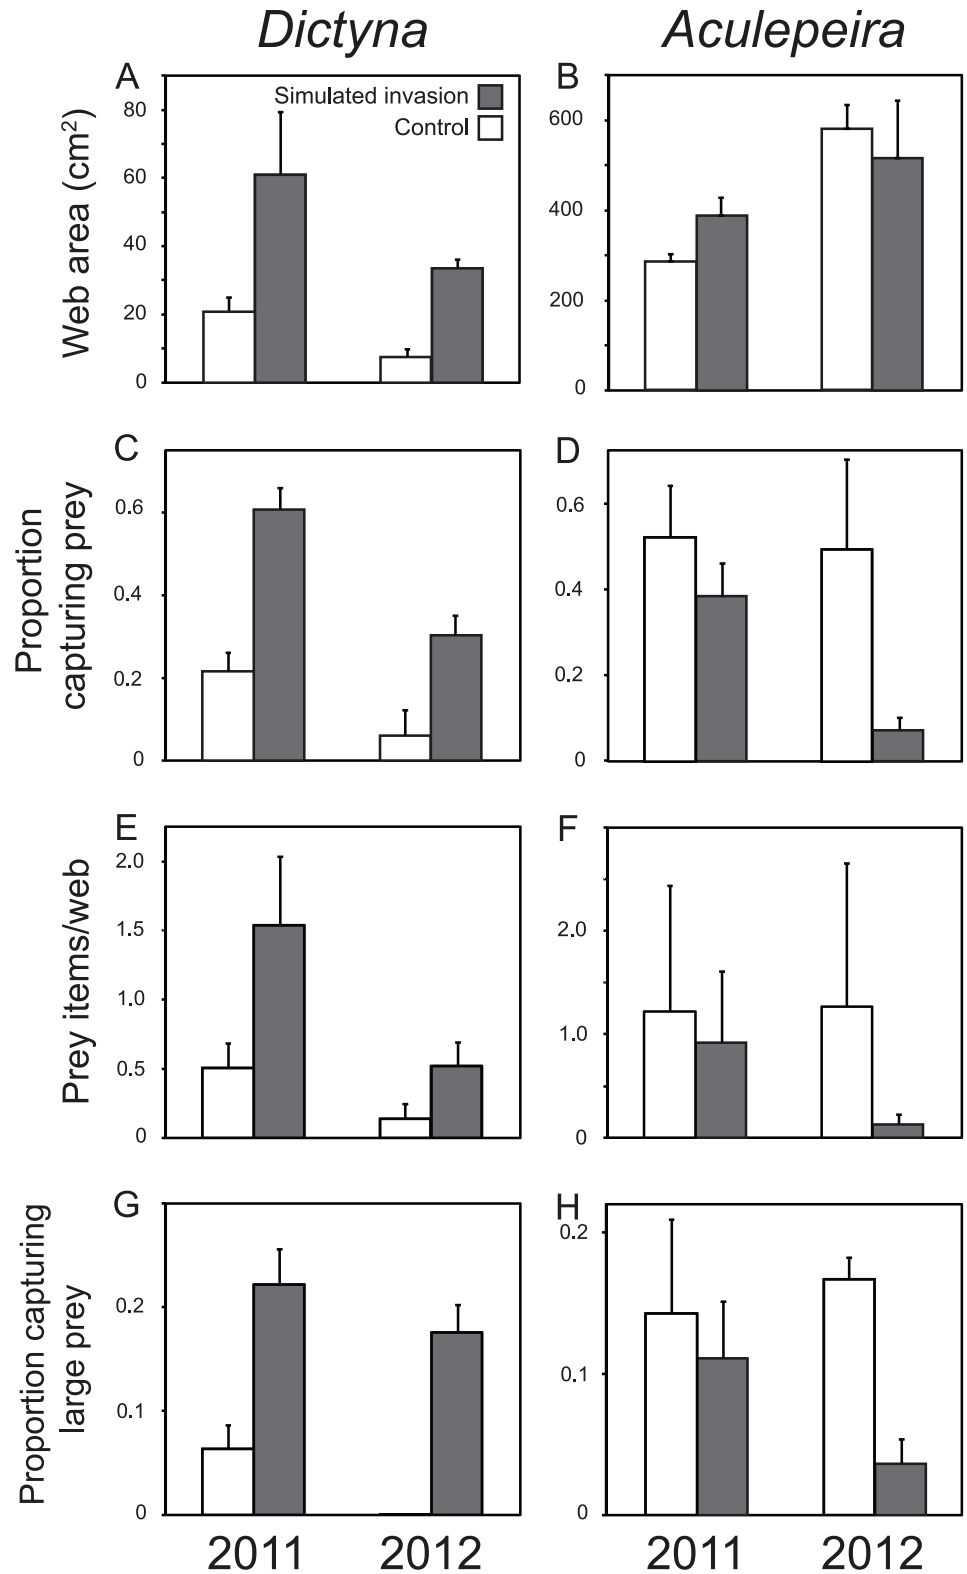 Dictyna
Aculepeira
A
Simulated invasion
Control
80
60
40
20
0
Web area (cm²)
B
600
400
200
0
C
0.6
0.4
0.2
0
Proportion
capturing prey
D
0.6
0.4
0.2
0
E
2.0
1.5
1.0
0.5
0
Prey items/web
F
2.0
1.0
0
G
0.2
0.1
0
Proportion capturing
large prey
H
0.2
0.1
0
2011
2012
2011
2012